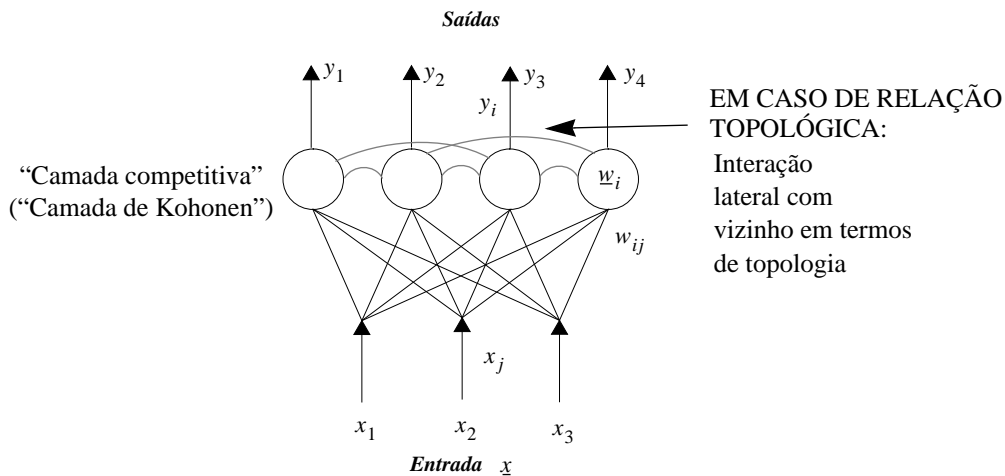 Saídas
y1 y2 y3 y4
yi
EM CASO DE RELAÇÃO
TOPOLÓGICA:
Interação
lateral com
vizinho em termos
de topologia
“Camada competitiva”
(“Camada de Kohonen”)
wi
wij
xj
x1 x2 x3
Entrada x